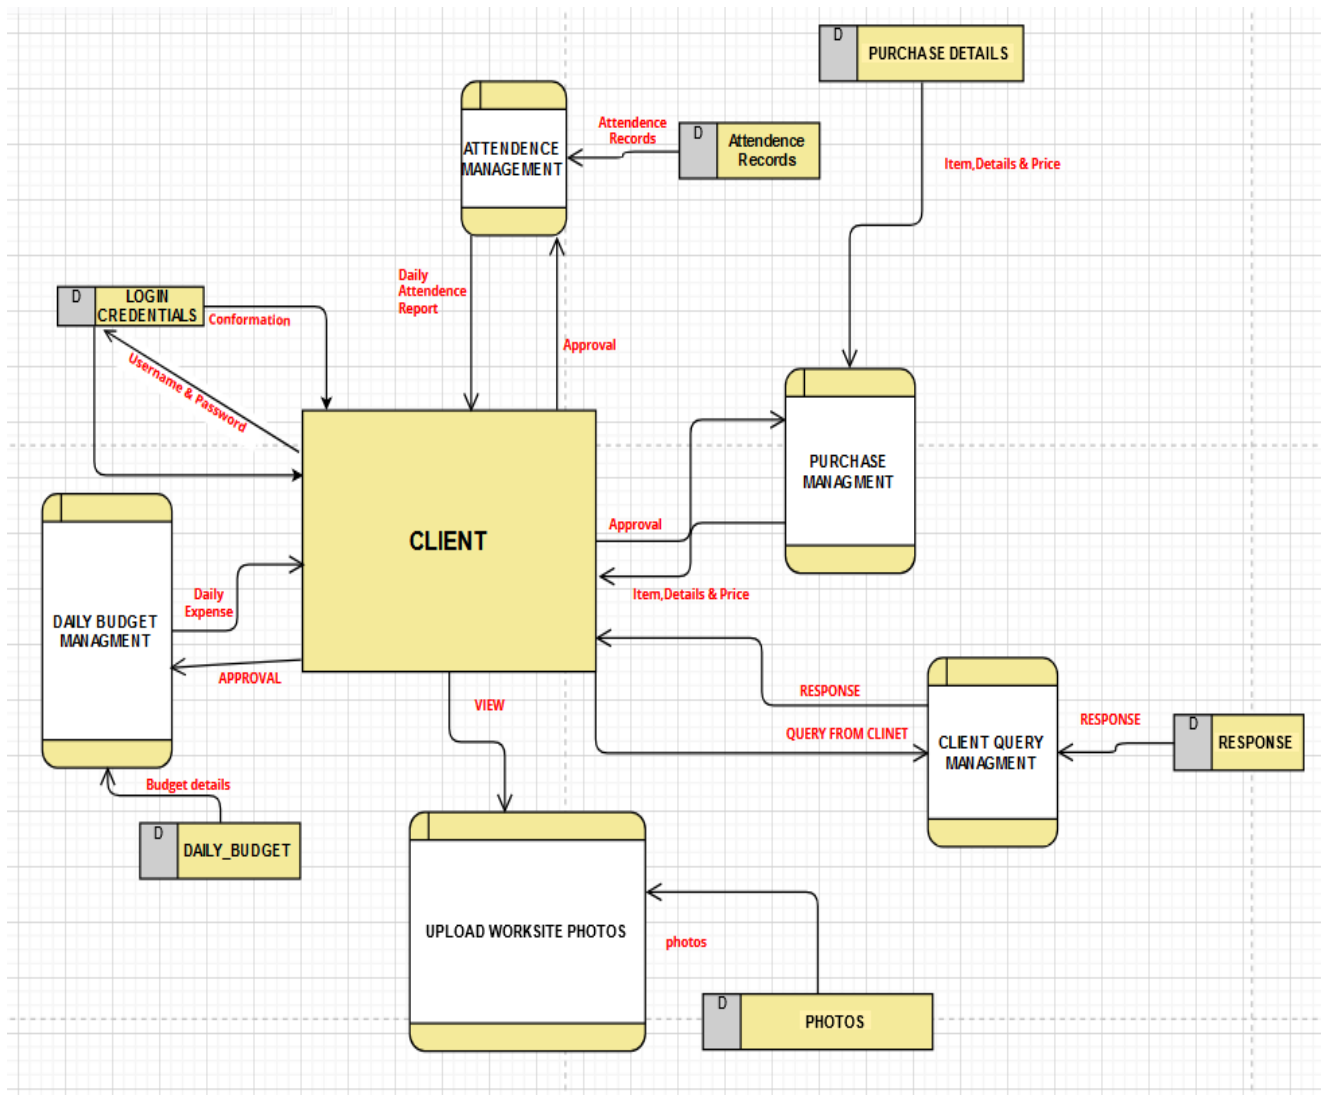 D
PURCHASE DETAILS
Attendence
Records
D
Attendence
Records
ATTENDENCE
MANAGEMENT
Item,Details & Price
Daily
Attendence
Report
D
LOGIN
CREDENTIALS
Conformation
Approval
Username & Password
PURCHASE
MANAGMENT
CLIENT
Approval
Item,Details & Price
Daily
Expense
DAILY BUDGET
MANAGMENT
APPROVAL
VIEW
RESPONSE
QUERY FROM CLINET
CLIENT QUERY
MANAGMENT
RESPONSE
D
RESPONSE
Budget details
D
DAILY_BUDGET
UPLOAD WORKSITE PHOTOS
photos
D
PHOTOS